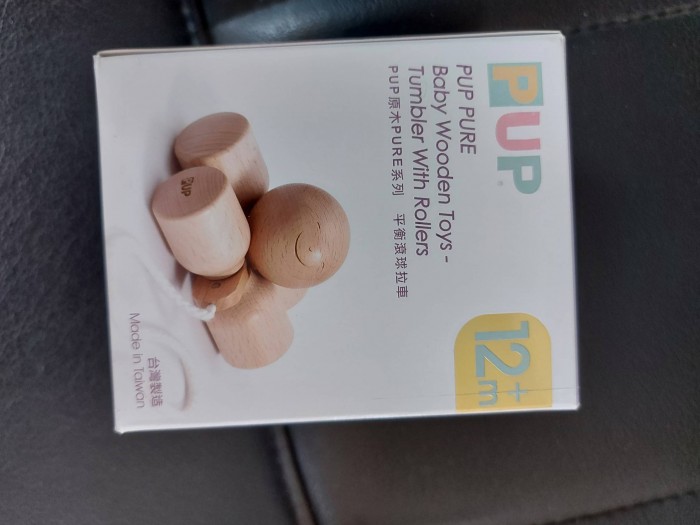 PUP
PUP PURE
Baby Wooden Toys -
Tumbler With Rollers
PUP原木PURE系列 平衡滾球拉車
12+m
PUP
台灣製造
Made in Taiwan